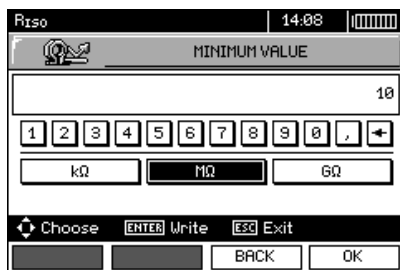 RISO 14:08
MINIMUM VALUE
10
1 2 3 4 5 6 7 8 9 0 ,
kΩ MΩ GΩ
Choose ENTER Write ESC Exit
BACK OK